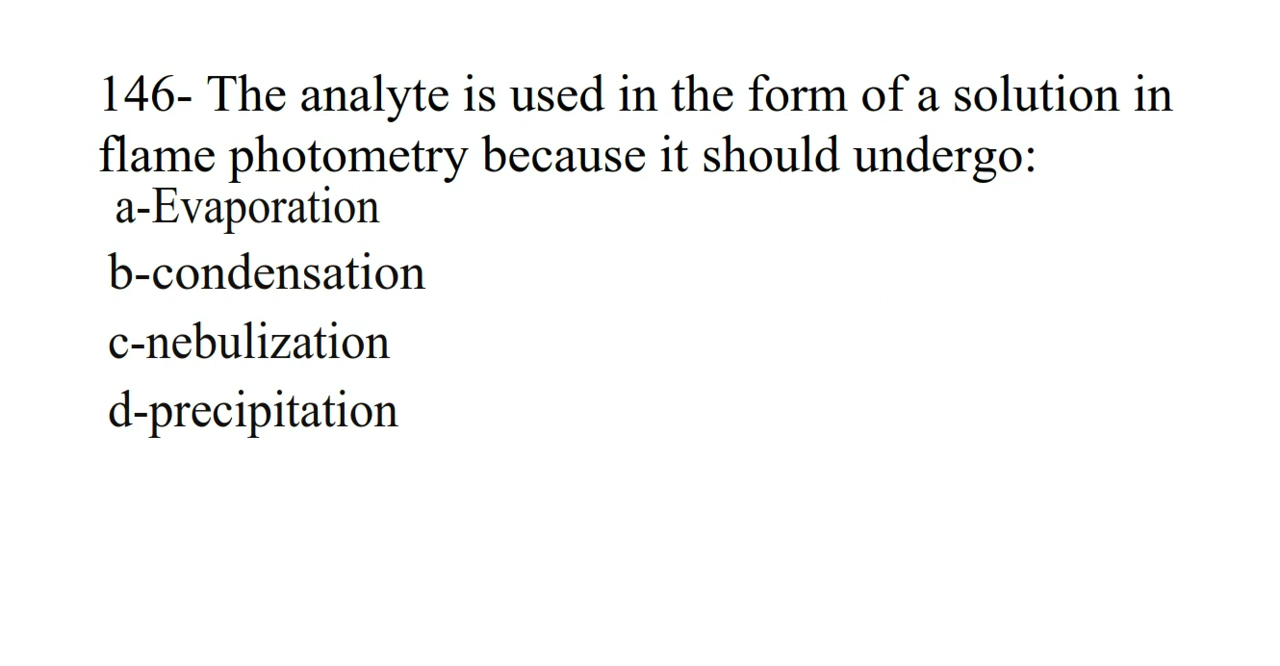 146- The analyte is used in the form of a solution in
flame photometry because it should undergo:
a-Evaporation
b-condensation
c-nebulization
d-precipitation